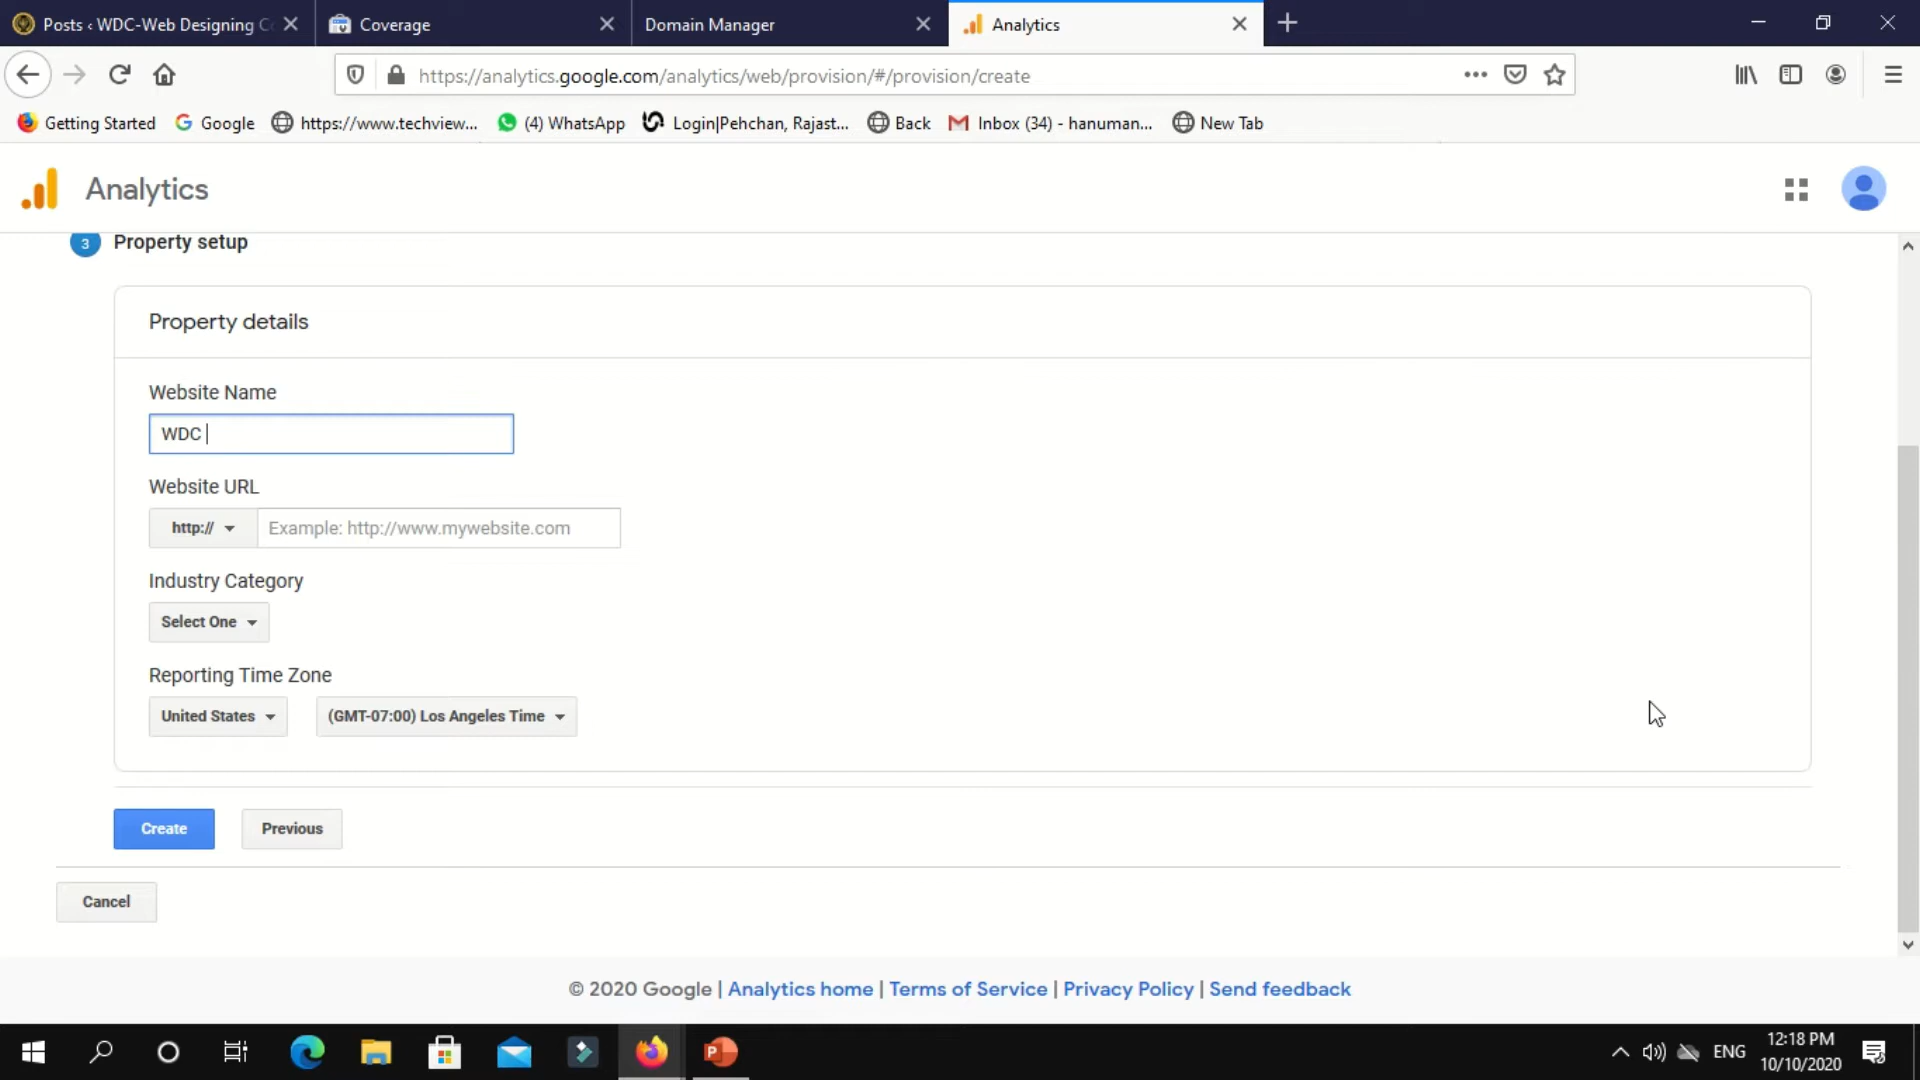 Posts ‹ WDC-Web Designing C
Coverage
Domain Manager
Analytics
https://analytics.google.com/analytics/web/provision/#/provision/create
Getting Started
Google
https://www.techview...
(4) WhatsApp
Login|Pehchan, Rajast...
Back
Inbox (34) - hanuman...
New Tab
Analytics
3 Property setup
Property details
Website Name
WDC
Website URL
http:// Example: http://www.mywebsite.com
Industry Category
Select One
Reporting Time Zone
United States (GMT-07:00) Los Angeles Time
Create Previous
Cancel
© 2020 Google | Analytics home | Terms of Service | Privacy Policy | Send feedback
ENG
12:18 PM
10/10/2020